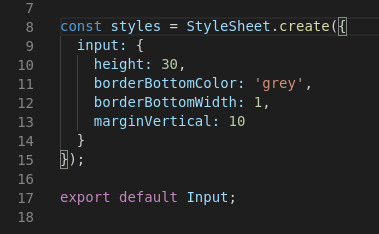 7
8 const styles = StyleSheet.create({
9   input: {
10     height: 30,
11     borderBottomColor: 'grey',
12     borderBottomWidth: 1,
13     marginVertical: 10
14   }
15 });
16
17 export default Input;
18